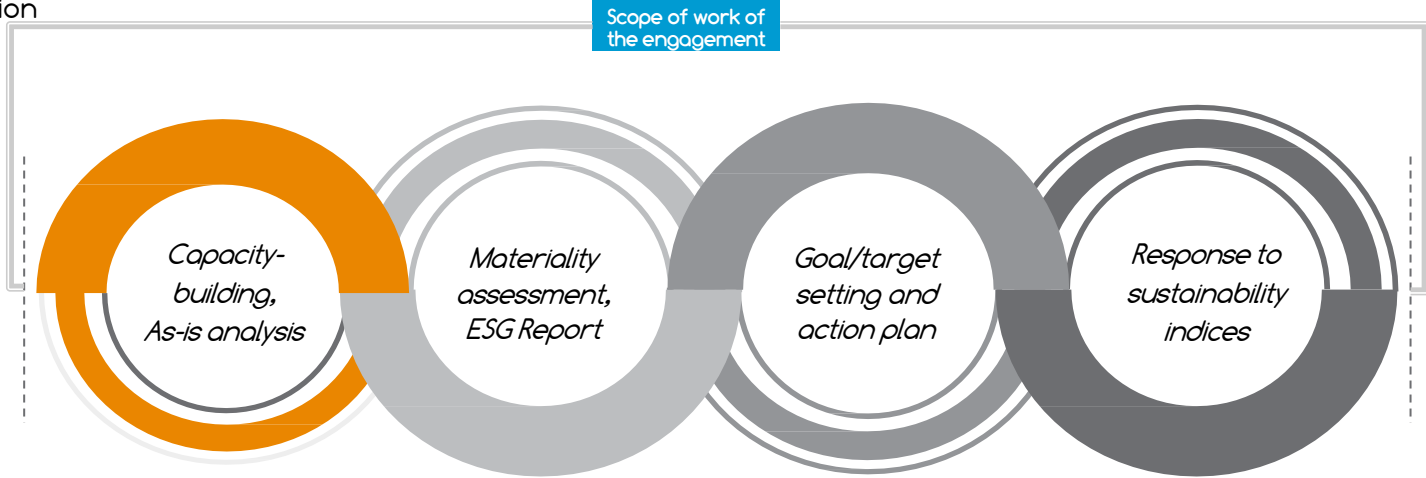 ion
Scope of work of
the engagement
Capacity-
building,
As-is analysis
Materiality
assessment,
ESG Report
Goal/target
setting and
action plan
Response to
sustainability
indices